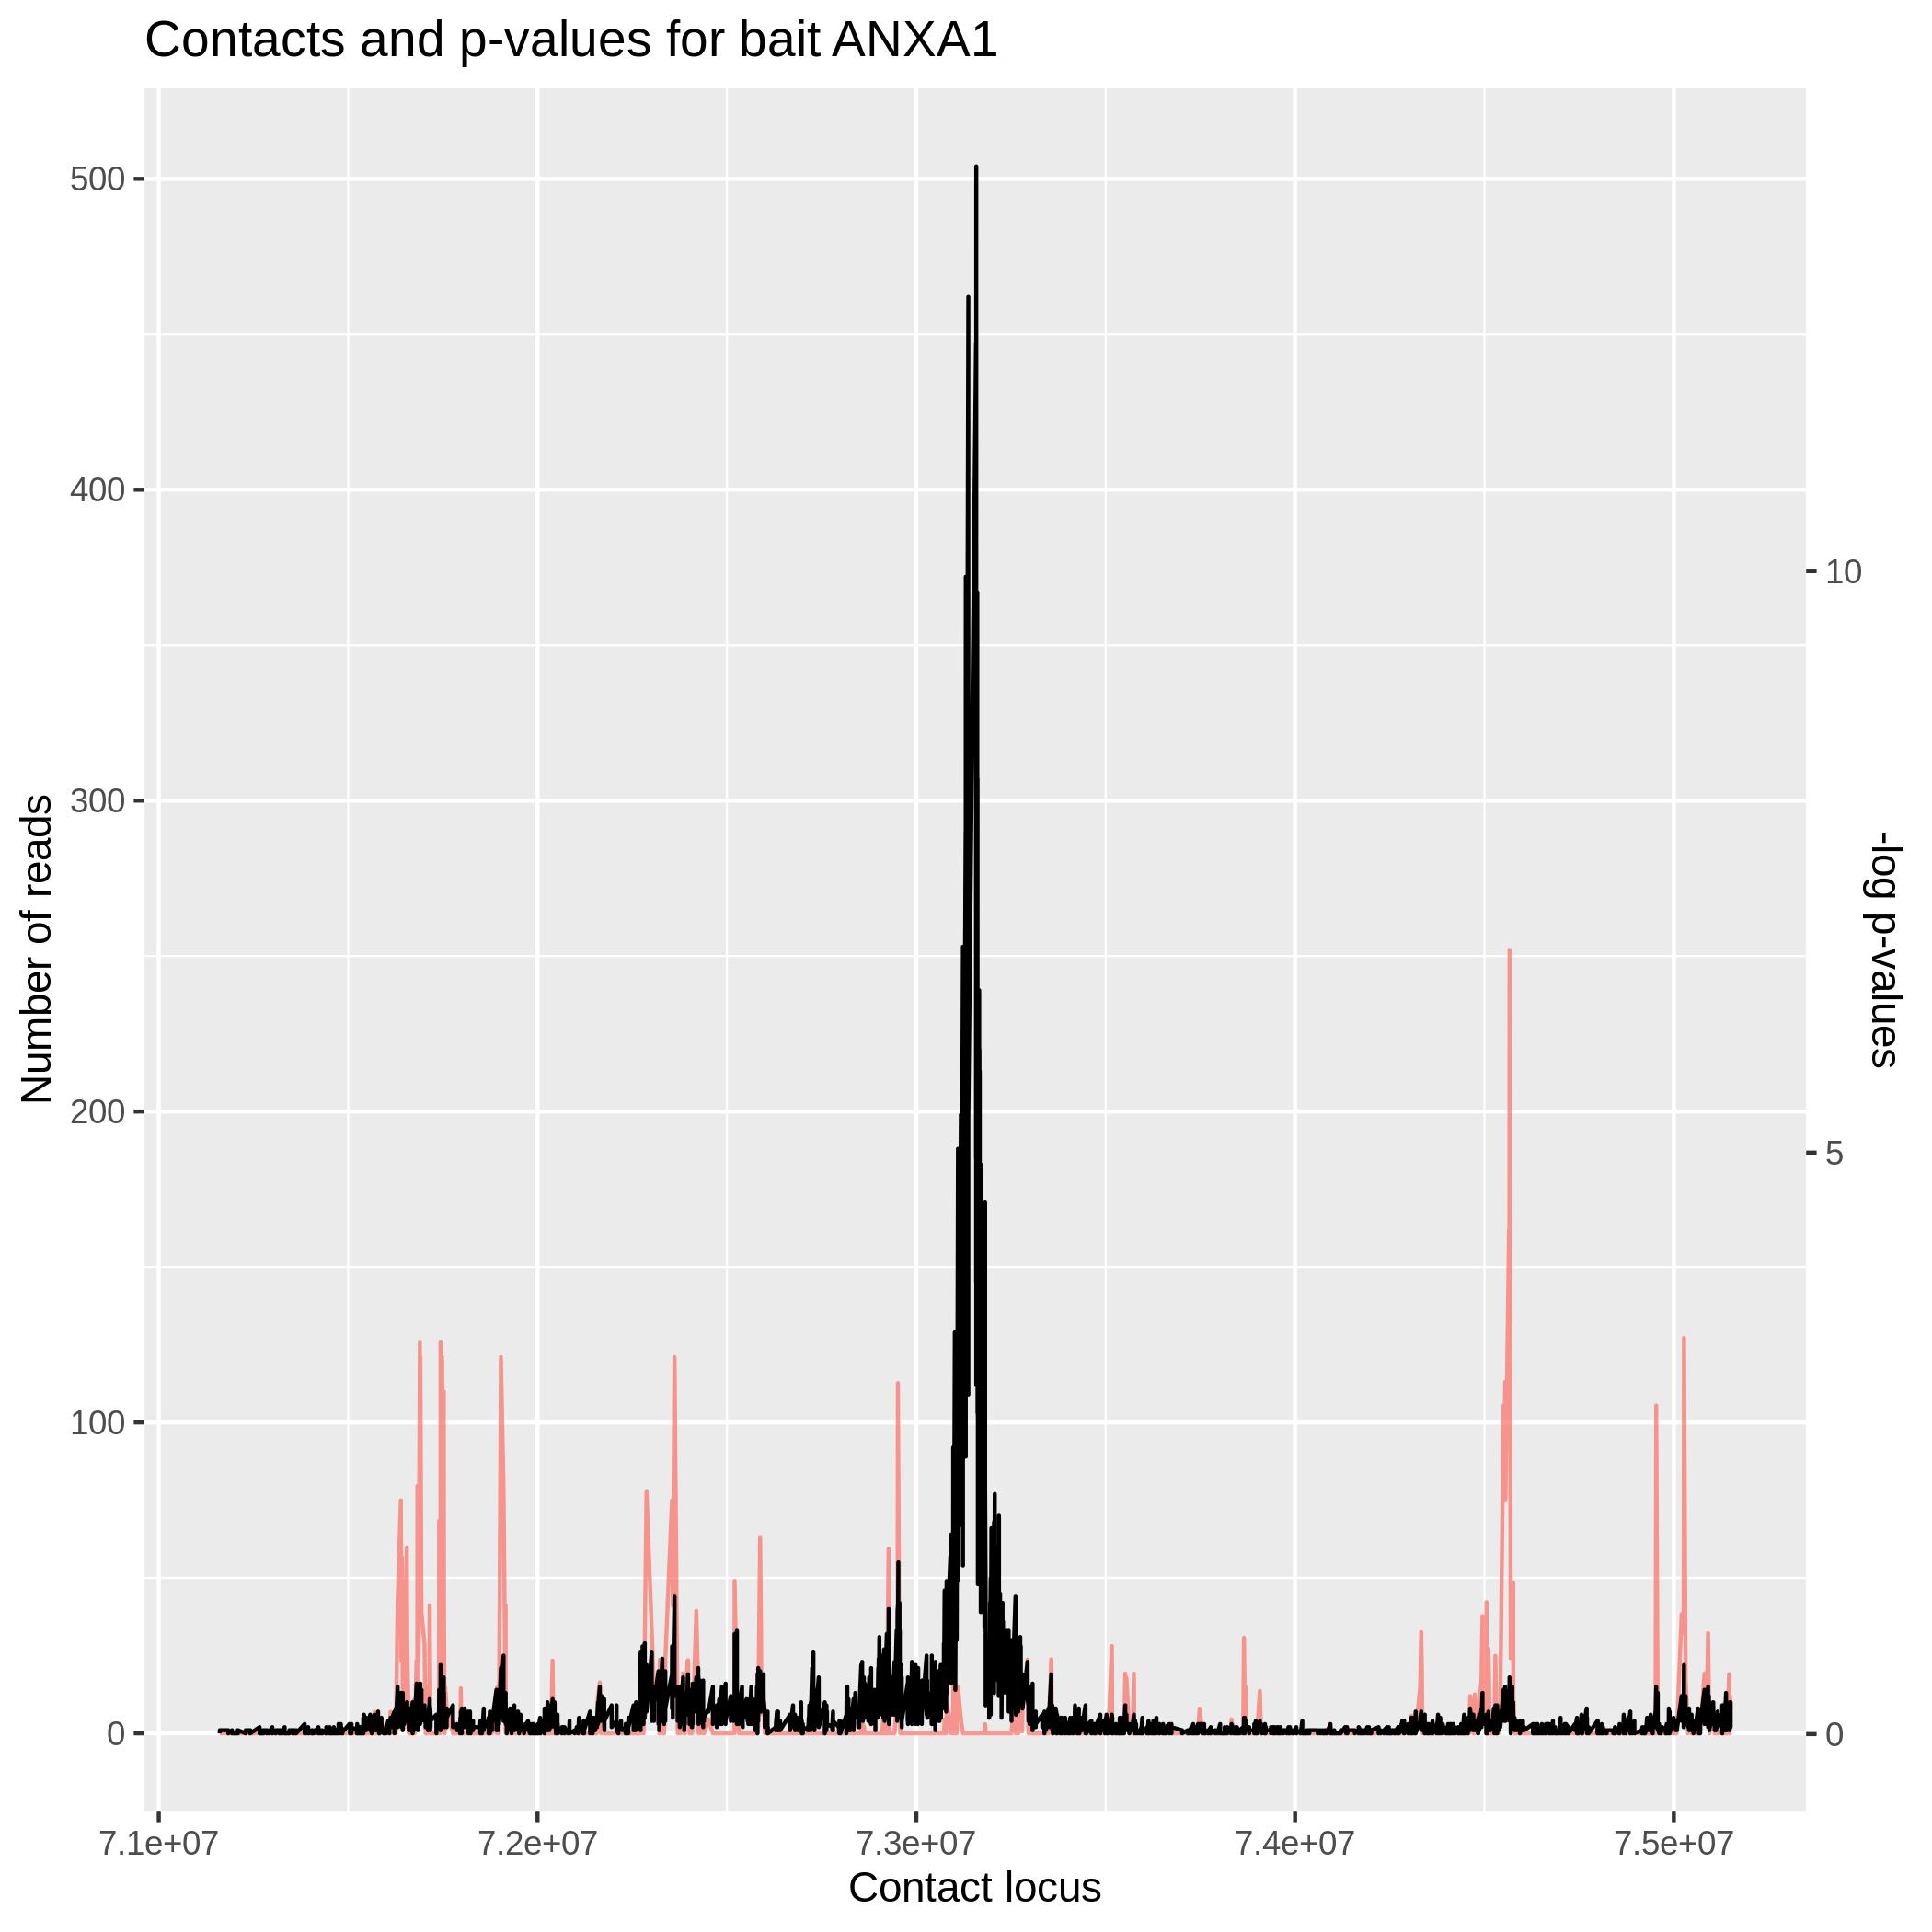 Contacts and p-values for bait ANXA1
500
400
300
200
100
0
Number of reads
10
5
0
-log p-values
7.1e+07
7.2e+07
7.3e+07
7.4e+07
7.5e+07
Contact locus